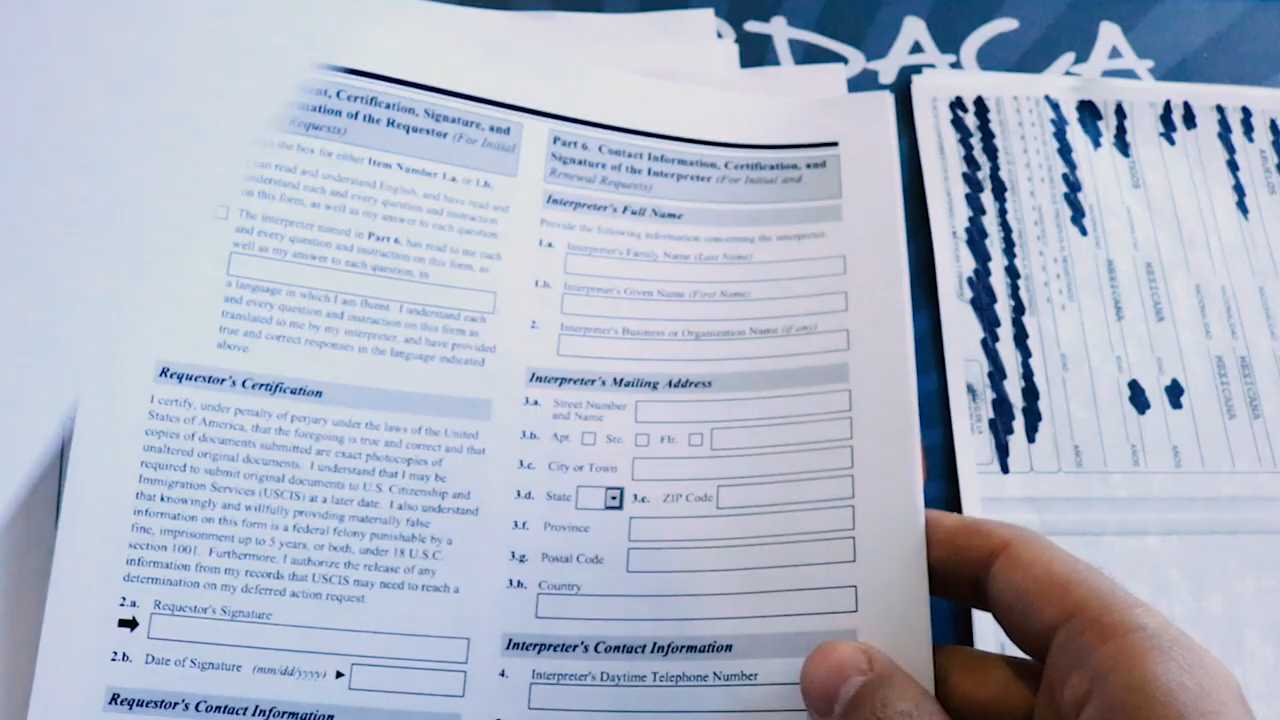 DACA
nt, Certification, Signature, and
mation of the Requestor (For Initial
Requests)
the box for either Item Number 1.a. or 1.b.
can read and understand English, and have read and
understand each and every question and instruction
on this form, as well as my answer to each question.
The interpreter named in Part 6. has read to me each
and every question and instruction on this form, as
well as my answer to each question, in
a language in which I am fluent. I understand each
and every question and instruction on this form as
translated to me by my interpreter, and have provided
true and correct responses in the language indicated
above.
Requestor's Certification
I certify, under penalty of perjury under the laws of the United
States of America, that the foregoing is true and correct and that
copies of documents submitted are exact photocopies of
unaltered original documents. I understand that I may be
required to submit original documents to U.S. Citizenship and
Immigration Services (USCIS) at a later date. I also understand
that knowingly and willfully providing materially false
information on this form is a federal felony punishable by a
fine, imprisonment up to 5 years, or both, under 18 U.S.C.
section 1001. Furthermore, I authorize the release of any
information from my records that USCIS may need to reach a
determination on my deferred action request.
2.a. Requestor's Signature
2.b. Date of Signature (mm/dd/yyyy)
Requestor's Contact Information
Part 6. Contact Information, Certification, and
Signature of the Interpreter (For Initial and
Renewal Requests)
Interpreter's Full Name
Provide the following information concerning the interpreter.
1.a. Interpreter's Family Name (Last Name)
1.b. Interpreter's Given Name (First Name)
2. Interpreter's Business or Organization Name (if any)
Interpreter's Mailing Address
3.a. Street Number
and Name
3.b. Apt. Ste. Flr.
3.c. City or Town
3.d. State 3.e. ZIP Code
3.f. Province
3.g. Postal Code
3.h. Country
Interpreter's Contact Information
4. Interpreter's Daytime Telephone Number
MEXICANA
MEXICANA
MEXICANA
MEXICANA
AÑOS
AÑOS
AÑOS